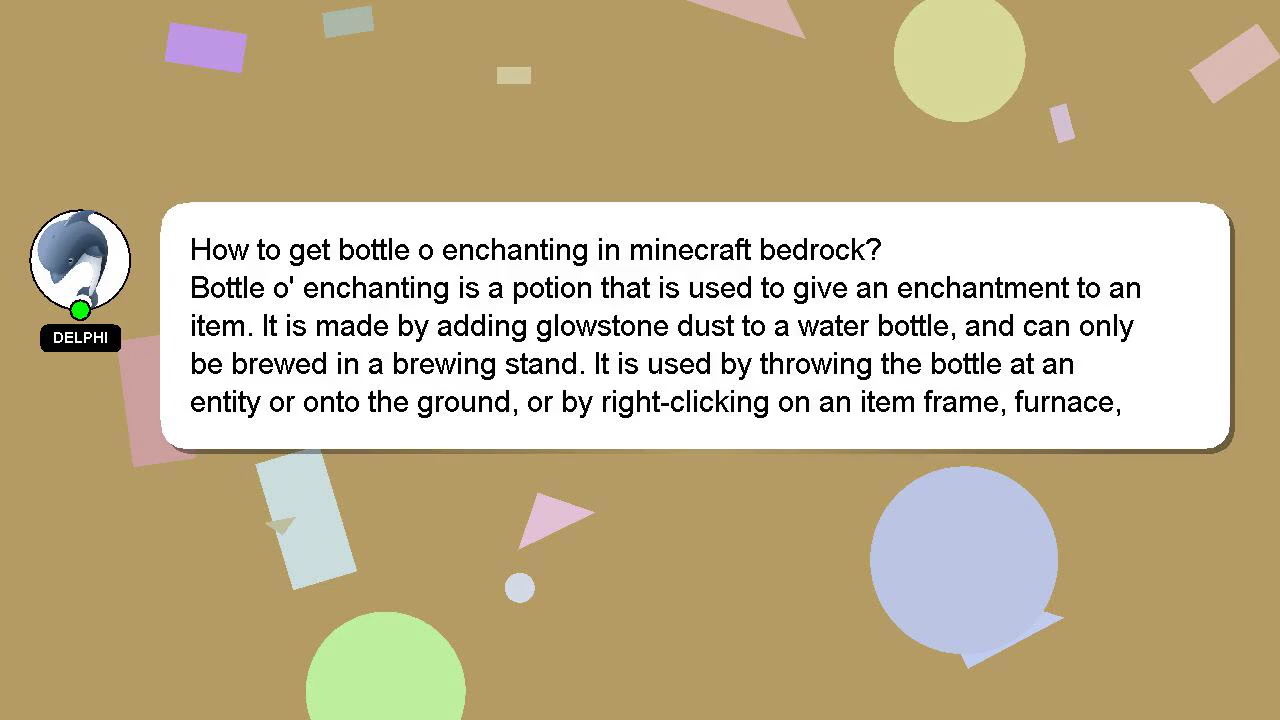 How to get bottle o enchanting in minecraft bedrock?
Bottle o' enchanting is a potion that is used to give an enchantment to an
item. It is made by adding glowstone dust to a water bottle, and can only
be brewed in a brewing stand. It is used by throwing the bottle at an
entity or onto the ground, or by right-clicking on an item frame, furnace,
DELPHI